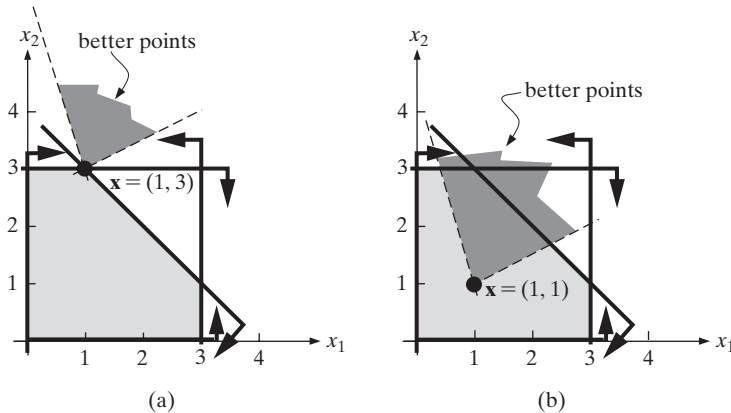 x₂
better points
4
3
x = (1, 3)
2
1
1
2
3
4
x₁
(a)
x₂
better points
4
3
2
1
x = (1, 1)
1
2
3
4
x₁
(b)